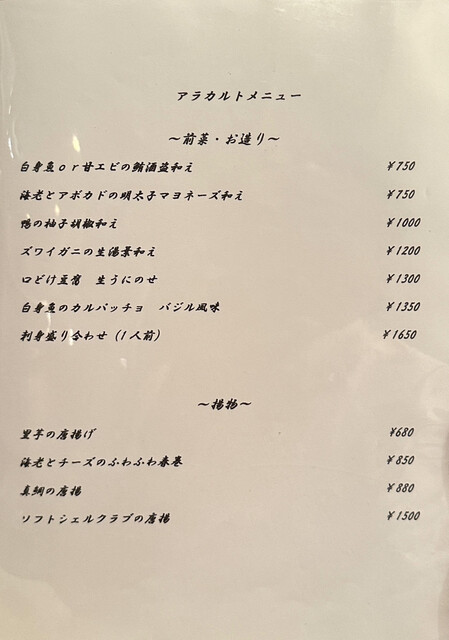 アラカルトメニュー
～前菜・お造り～
白身魚or甘エビの鮪酒盗和え ¥750
海老とアボカドの明太子マヨネーズ和え ¥750
鴨の柚子胡椒和え ¥1000
ズワイガニの生湯葉和え ¥1200
口どけ豆腐 生うにのせ ¥1300
白身魚のカルパッチョ バジル風味 ¥1350
刺身盛り合わせ(1人前) ¥1650
～揚物～
里芋の唐揚げ ¥680
海老とチーズのふわふわ春巻 ¥850
真鯛の唐揚 ¥880
ソフトシェルクラブの唐揚 ¥1500